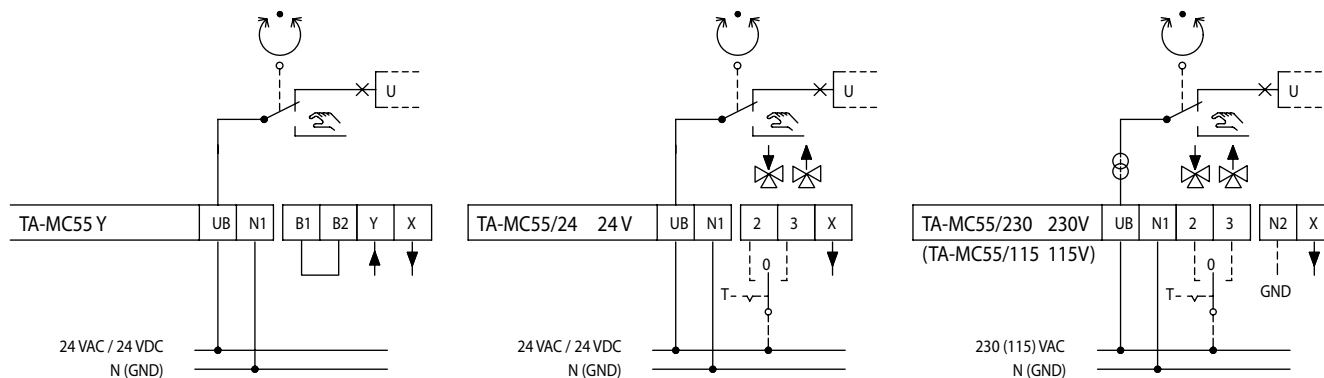 U
TA-MC55 Y UB N1 B1 B2 Y X
24 VAC / 24 VDC
N (GND)
U
TA-MC55/24 24 V UB N1 2 3 X
0
T
24 VAC / 24 VDC
N (GND)
U
TA-MC55/230 230V UB N1 2 3 N2 X
(TA-MC55/115 115V)
0
GND
T
230 (115) VAC
N (GND)